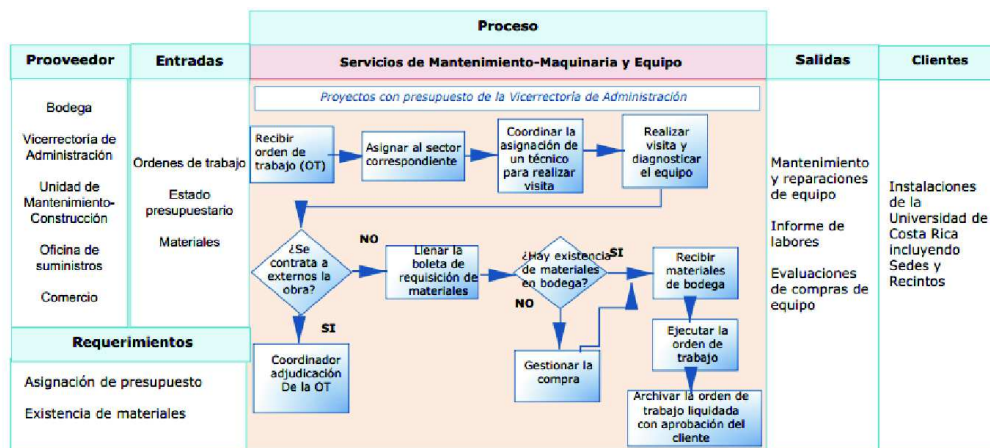 Proceso
Prooveedor
Entradas
Servicios de Mantenimiento-Maquinaria y Equipo
Salidas
Clientes
Bodega
Vicerrectoría de
Administración
Unidad de
Mantenimiento-
Construcción
Oficina de
suministros
Comercio
Ordenes de trabajo
Estado
presupuestario
Materiales
Proyectos con presupuesto de la Vicerrectoría de Administración
Recibir
orden de
trabajo (OT)
Asignar al sector
correspondiente
Coordinar la
asignación de
un técnico
para realizar
visita
Realizar
visita y
diagnosticar
el equipo
¿Se
contrata a
externos la
obra?
NO
Llenar la
boleta de
requisición de
materiales
¿Hay existencia
de materiales
en bodega?
SI
Recibir
materiales
de bodega
NO
SI
Coordinador
adjudicación
De la OT
Gestionar la
compra
Ejecutar la
orden de
trabajo
Archivar la orden de
trabajo liquidada
con aprobación del
cliente
Mantenimiento
y reparaciones
de equipo
Informe de
labores
Evaluaciones
de compras de
equipo
Instalaciones
de la
Universidad de
Costa Rica
incluyendo
Sedes y
Recintos
Requerimientos
Asignación de presupuesto
Existencia de materiales